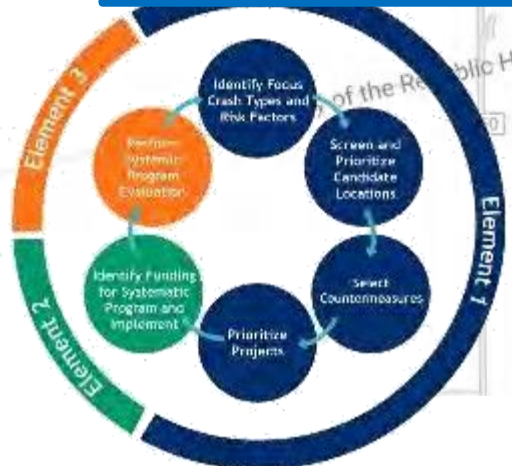 Identify Focus
Crash Types and
Risk Factors
Screen and
Prioritize
Candidate
Locations
Select
Countermeasures
Prioritize
Projects
Identify Funding
for Systematic
Program and
Implement
Perform
Systemic
Program
Evaluation
Element 1
Element 2
Element 3
of the Republic H